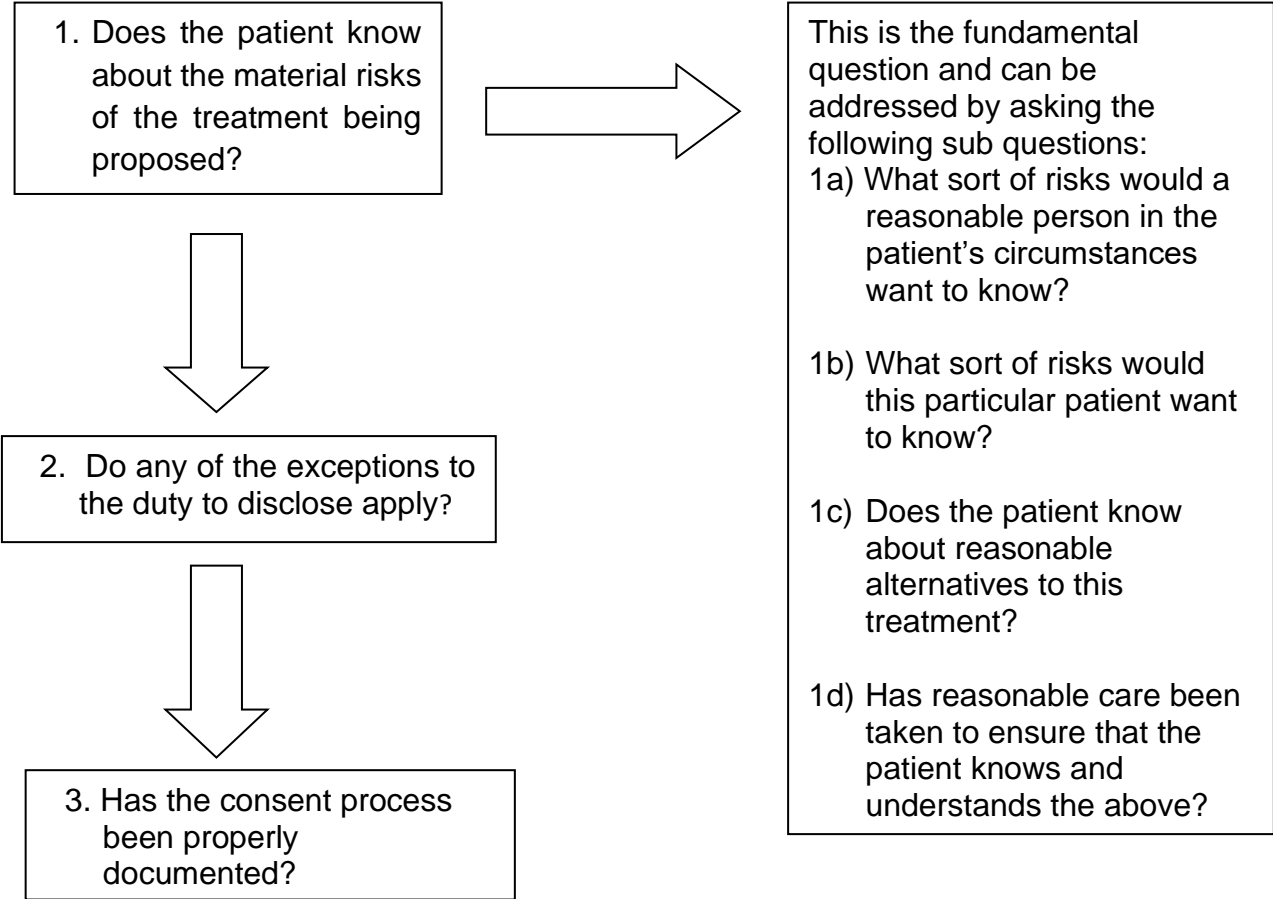 1. Does the patient know
about the material risks
of the treatment being
proposed?
This is the fundamental
question and can be
addressed by asking the
following sub questions:
1a) What sort of risks would a
reasonable person in the
patient’s circumstances
want to know?
1b) What sort of risks would
this particular patient want
to know?
1c) Does the patient know
about reasonable
alternatives to this
treatment?
1d) Has reasonable care been
taken to ensure that the
patient knows and
understands the above?
2. Do any of the exceptions to
the duty to disclose apply?
3. Has the consent process
been properly
documented?